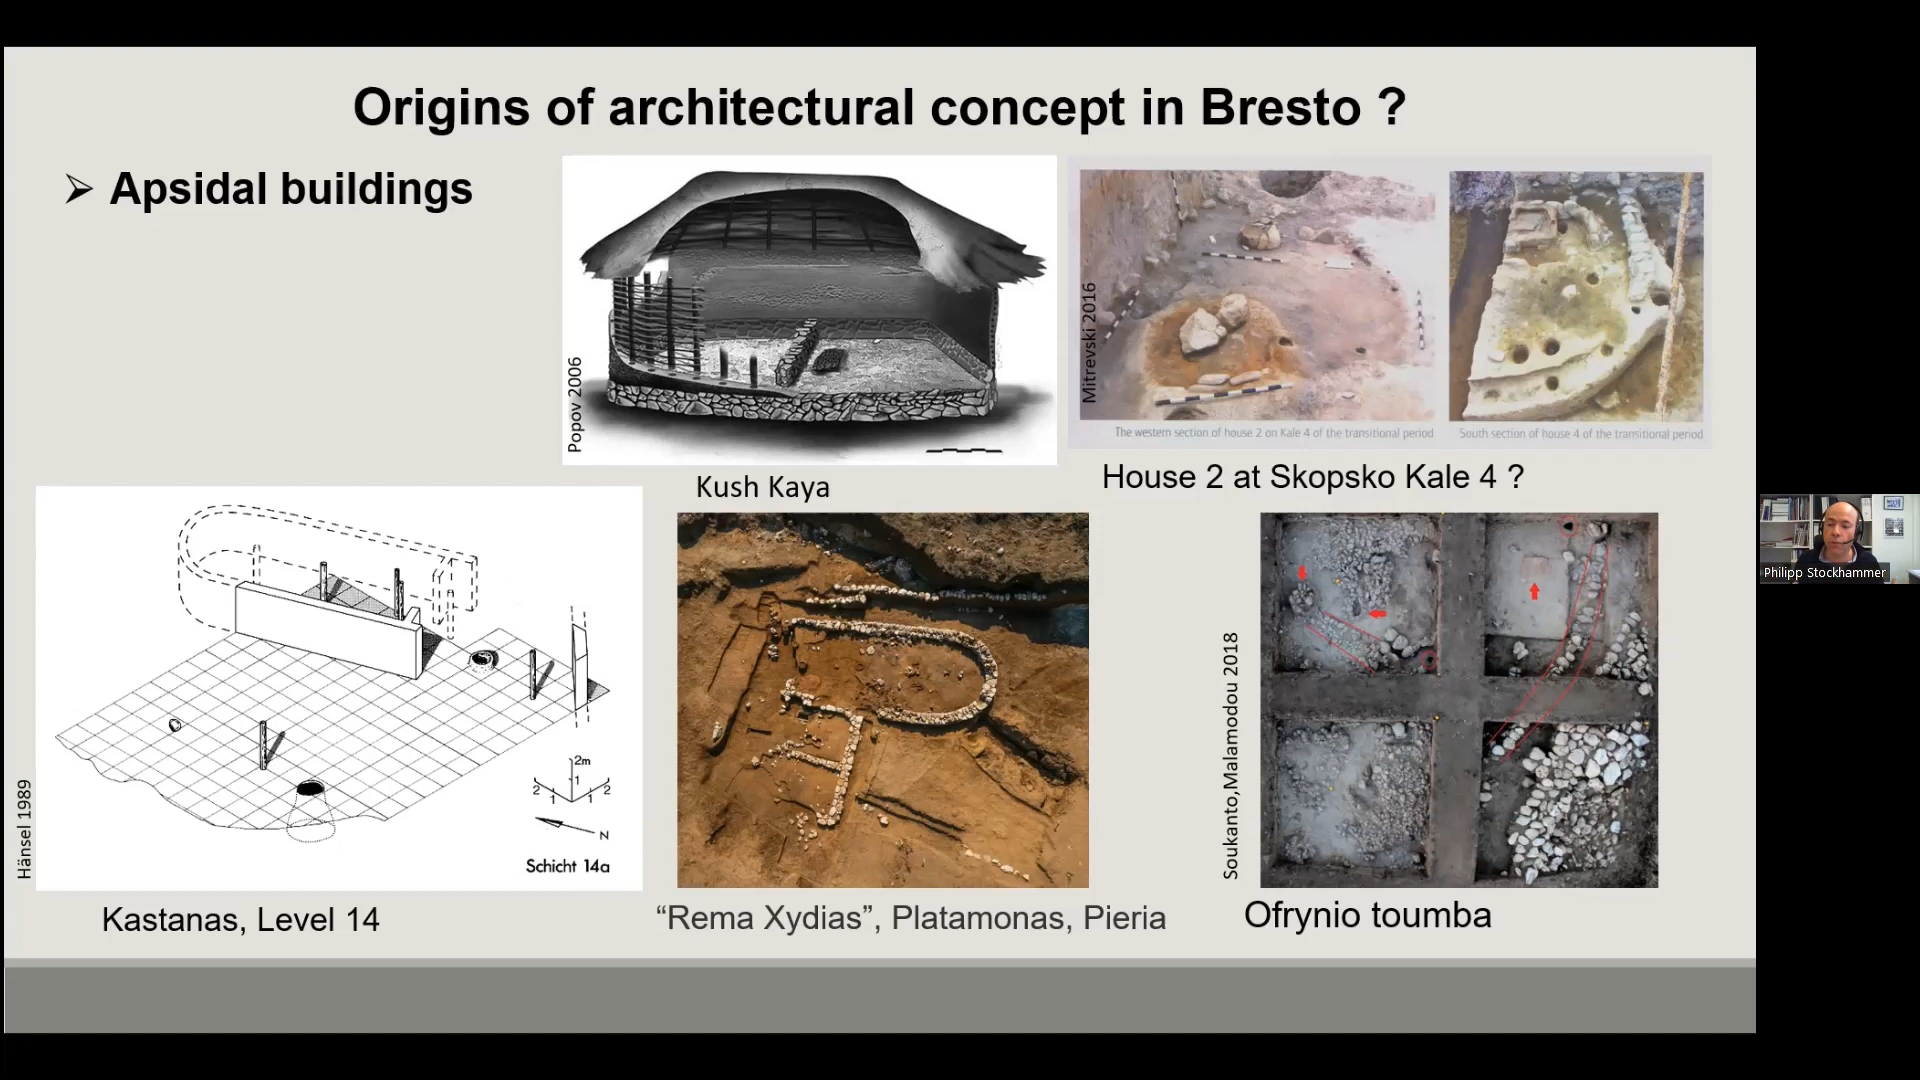 Origins of architectural concept in Bresto ?
➢ Apsidal buildings
Popov 2006
Kush Kaya
Mitrevski 2016
The western section of house 2 on Kale 4 of the transitional period
South section of house 4 of the transitional period
House 2 at Skopsko Kale 4 ?
Hänsel 1989
2m
1
2
1
1
2
N
Schicht 14a
Kastanas, Level 14
“Rema Xydias”, Platamonas, Pieria
Soukanto,Malamodou 2018
Ofrynio toumba
Philipp Stockhammer